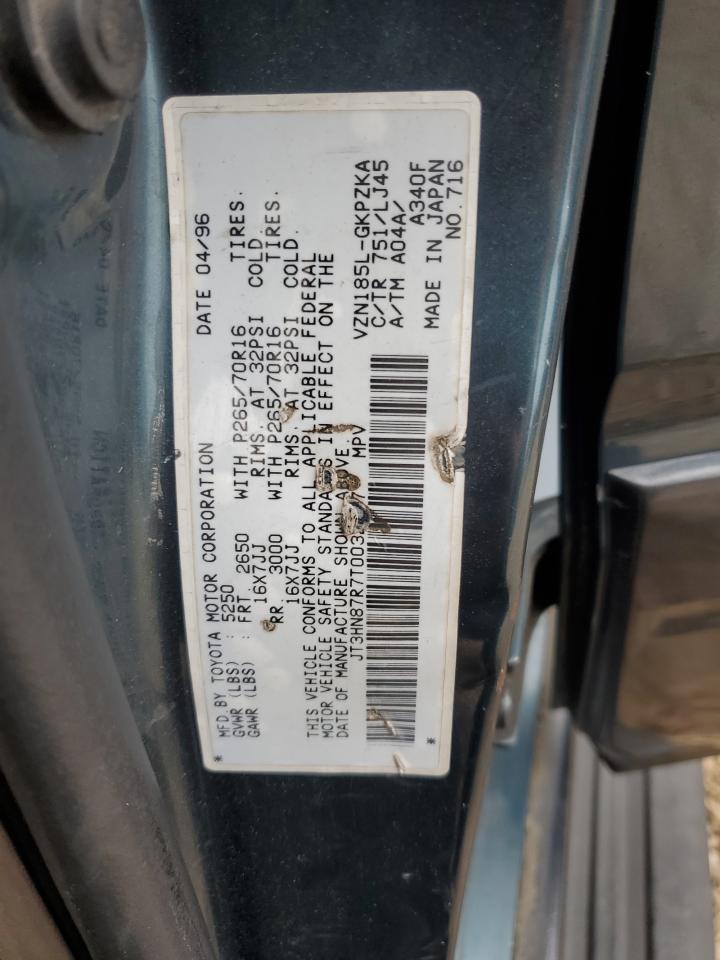 MFD.BY TOYOTA MOTOR CORPORATION DATE 04/96
GVWR (LBS) : 5250
GAWR (LBS) : FRT 2650 WITH P265/70R16 TIRES.
16X7JJ RIMS. AT 32PSI COLD.
RR 3000 WITH P265/70R16 TIRES.
16X7JJ RIMS AT 32PSI COLD.
THIS VEHICLE CONFORMS TO ALL APPLICABLE FEDERAL
MOTOR VEHICLE SAFETY STANDARDS IN EFFECT ON THE
DATE OF MANUFACTURE SHOWN ABOVE.
JT3HN87R7T003 MPV
* *
VZN185L-GKPZKA
C/TR 751/LJ45
A/TM A04A/
A340F
MADE IN JAPAN
NO.716